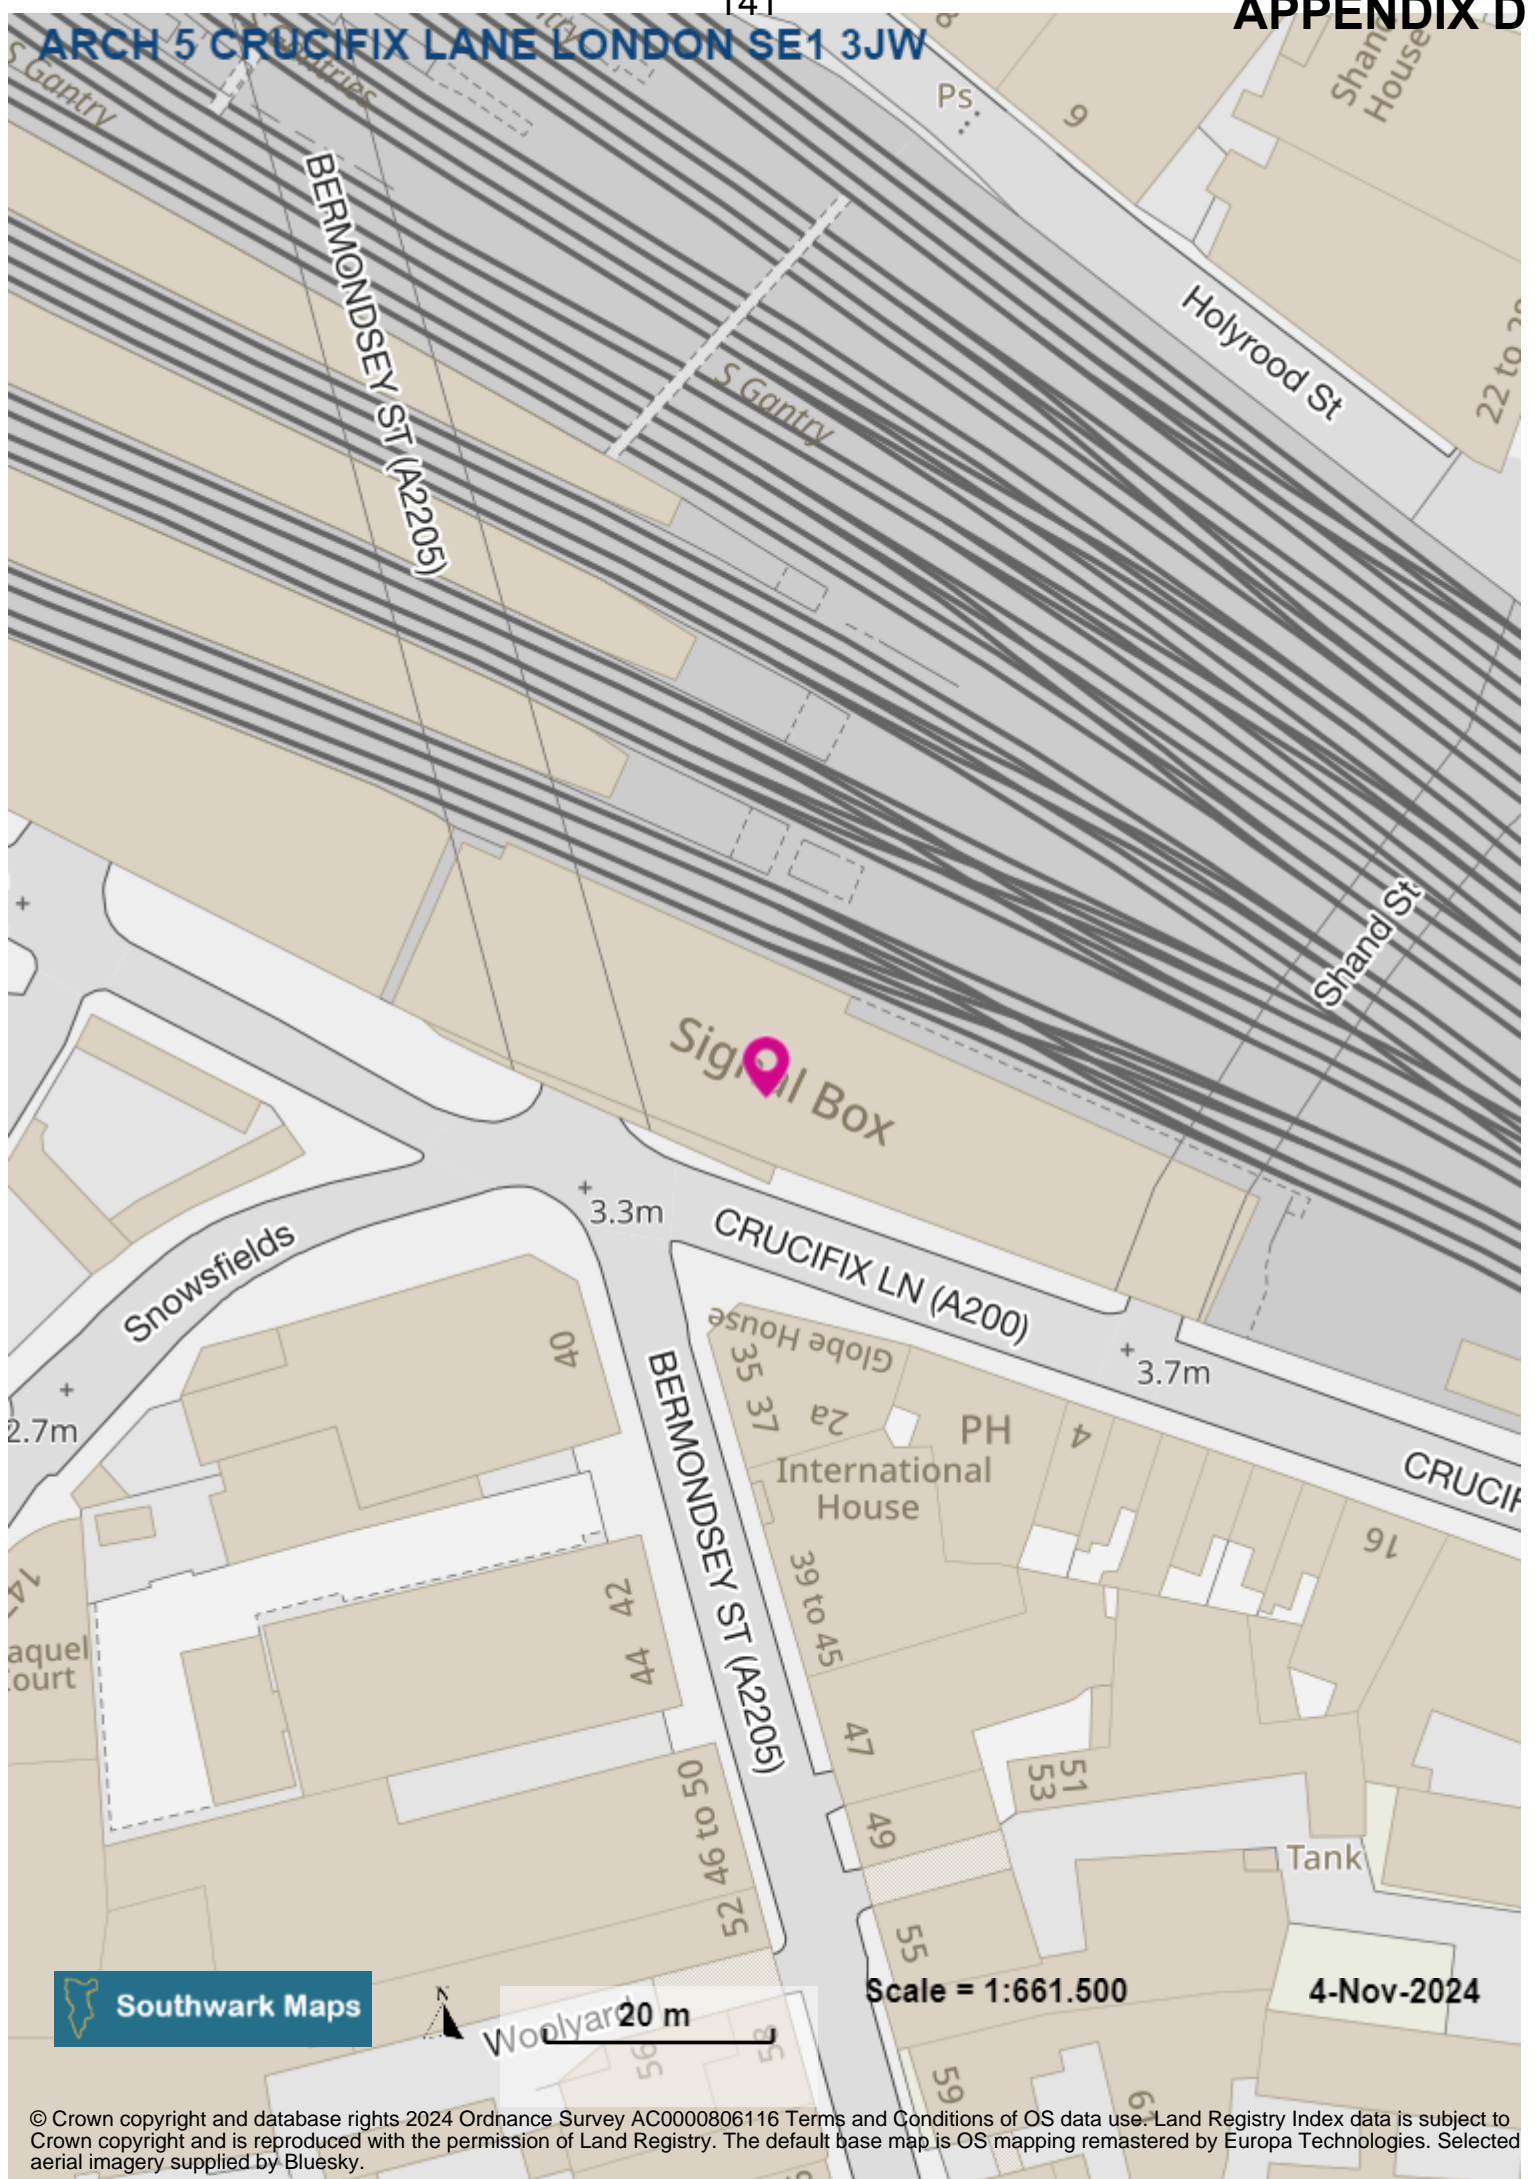 141
APPENDIX D
ARCH 5 CRUCIFIX LANE LONDON SE1 3JW
S Gantry
Ps
9
Shand
House
BERMONDSEY ST (A2205)
S Gantry
Holyrood St
22 to
Shand St
Signal Box
3.3m
CRUCIFIX LN (A200)
Snowsfields
3.7m
2.7m
40
Globe House
35
37
2a
PH
4
International
House
BERMONDSEY ST (A2205)
16
39 to 45
42
44
47
51
53
49
46 to 50
52
Tank
55
Southwark Maps
N
Woolyard
20 m
Scale = 1:661.500
4-Nov-2024
56
58
59
© Crown copyright and database rights 2024 Ordnance Survey AC0000806116 Terms and Conditions of OS data use. Land Registry Index data is subject to
Crown copyright and is reproduced with the permission of Land Registry. The default base map is OS mapping remastered by Europa Technologies. Selected
aerial imagery supplied by Bluesky.